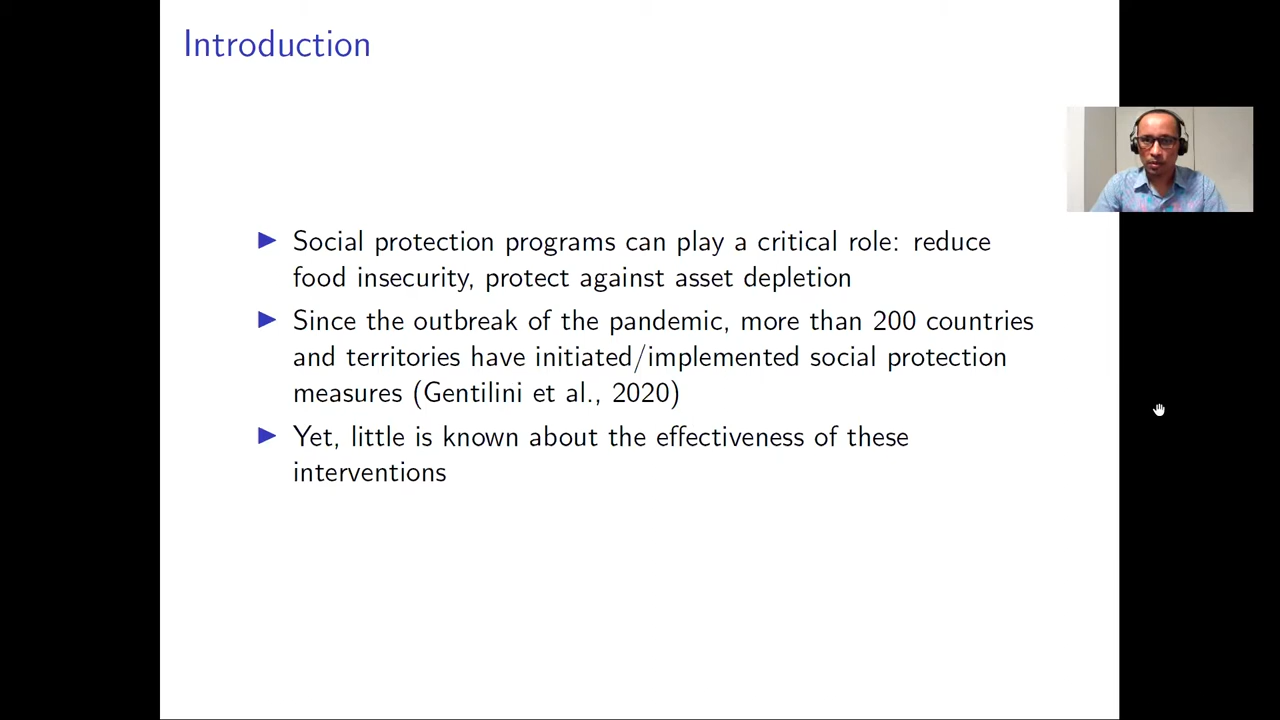 Introduction
Social protection programs can play a critical role: reduce
food insecurity, protect against asset depletion
Since the outbreak of the pandemic, more than 200 countries
and territories have initiated/implemented social protection
measures (Gentilini et al., 2020)
Yet, little is known about the effectiveness of these
interventions